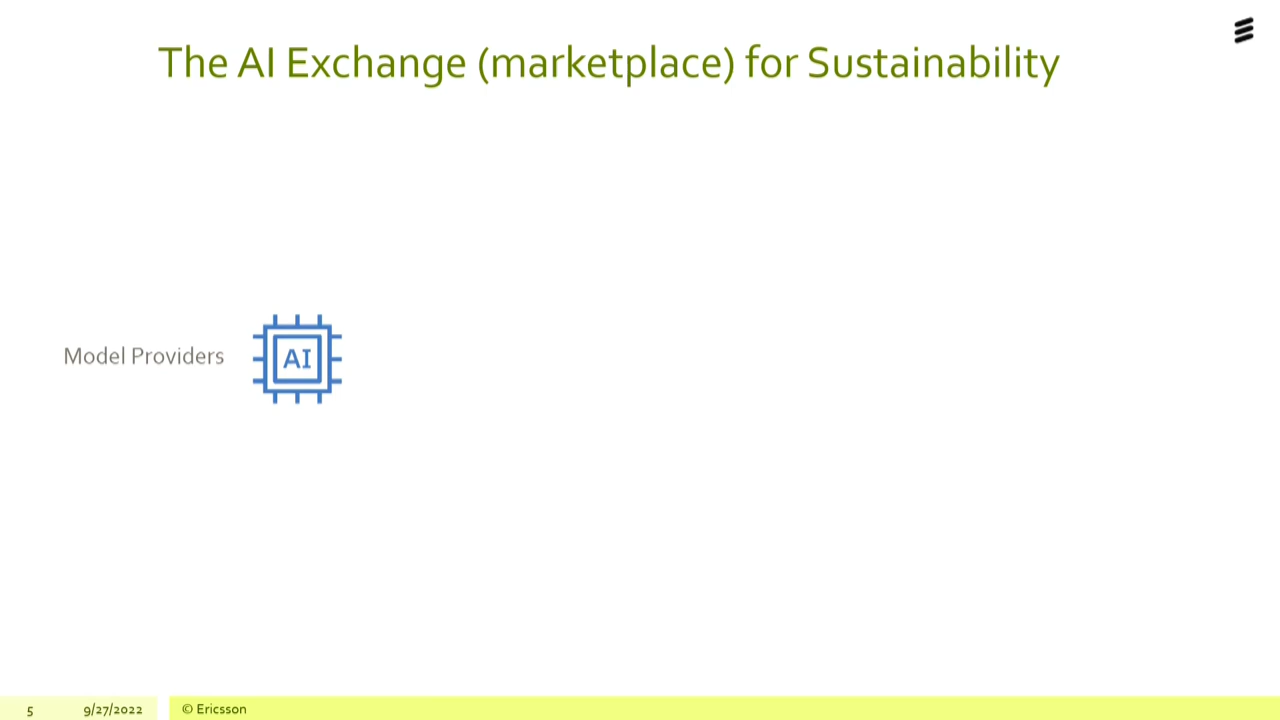 The AI Exchange (marketplace) for Sustainability
Model Providers
AI
5
9/27/2022
© Ericsson